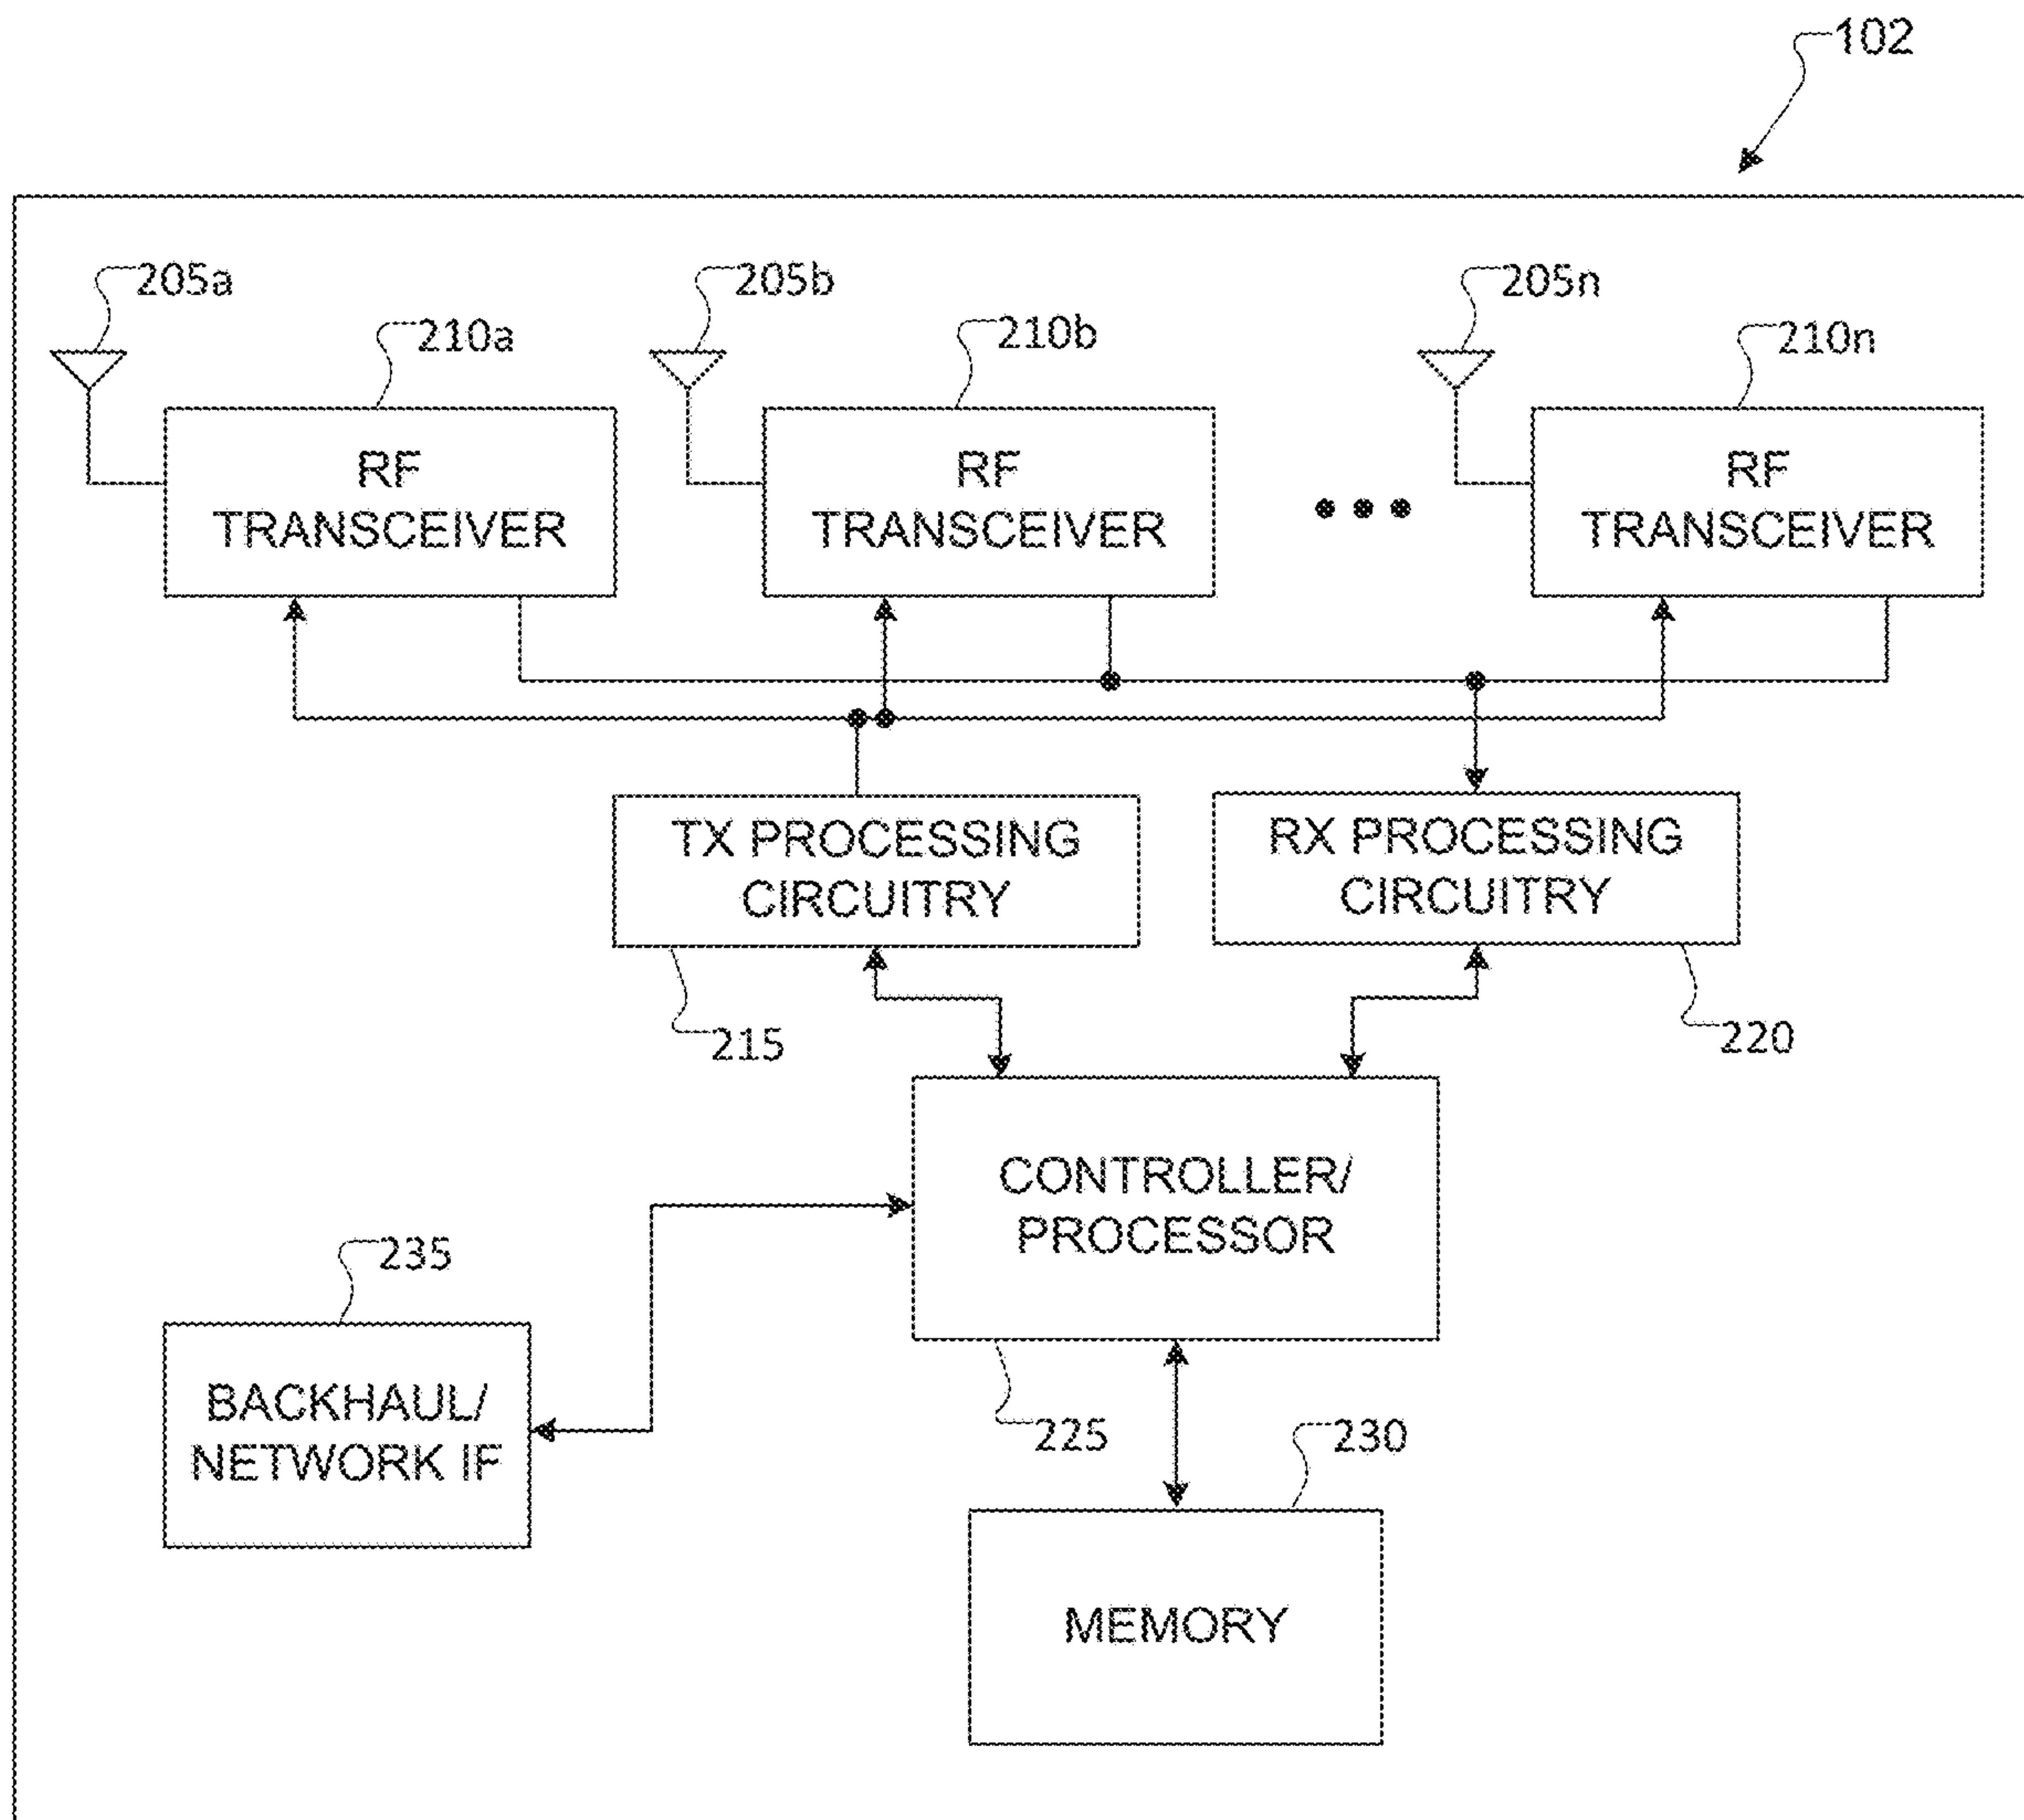 102
205a
205b
205n
210a
210b
210n
RF
TRANSCEIVER
RF
TRANSCEIVER
RF
TRANSCEIVER
TX PROCESSING
CIRCUITRY
RX PROCESSING
CIRCUITRY
215
220
CONTROLLER/
PROCESSOR
235
BACKHAUL/
NETWORK IF
225
230
MEMORY